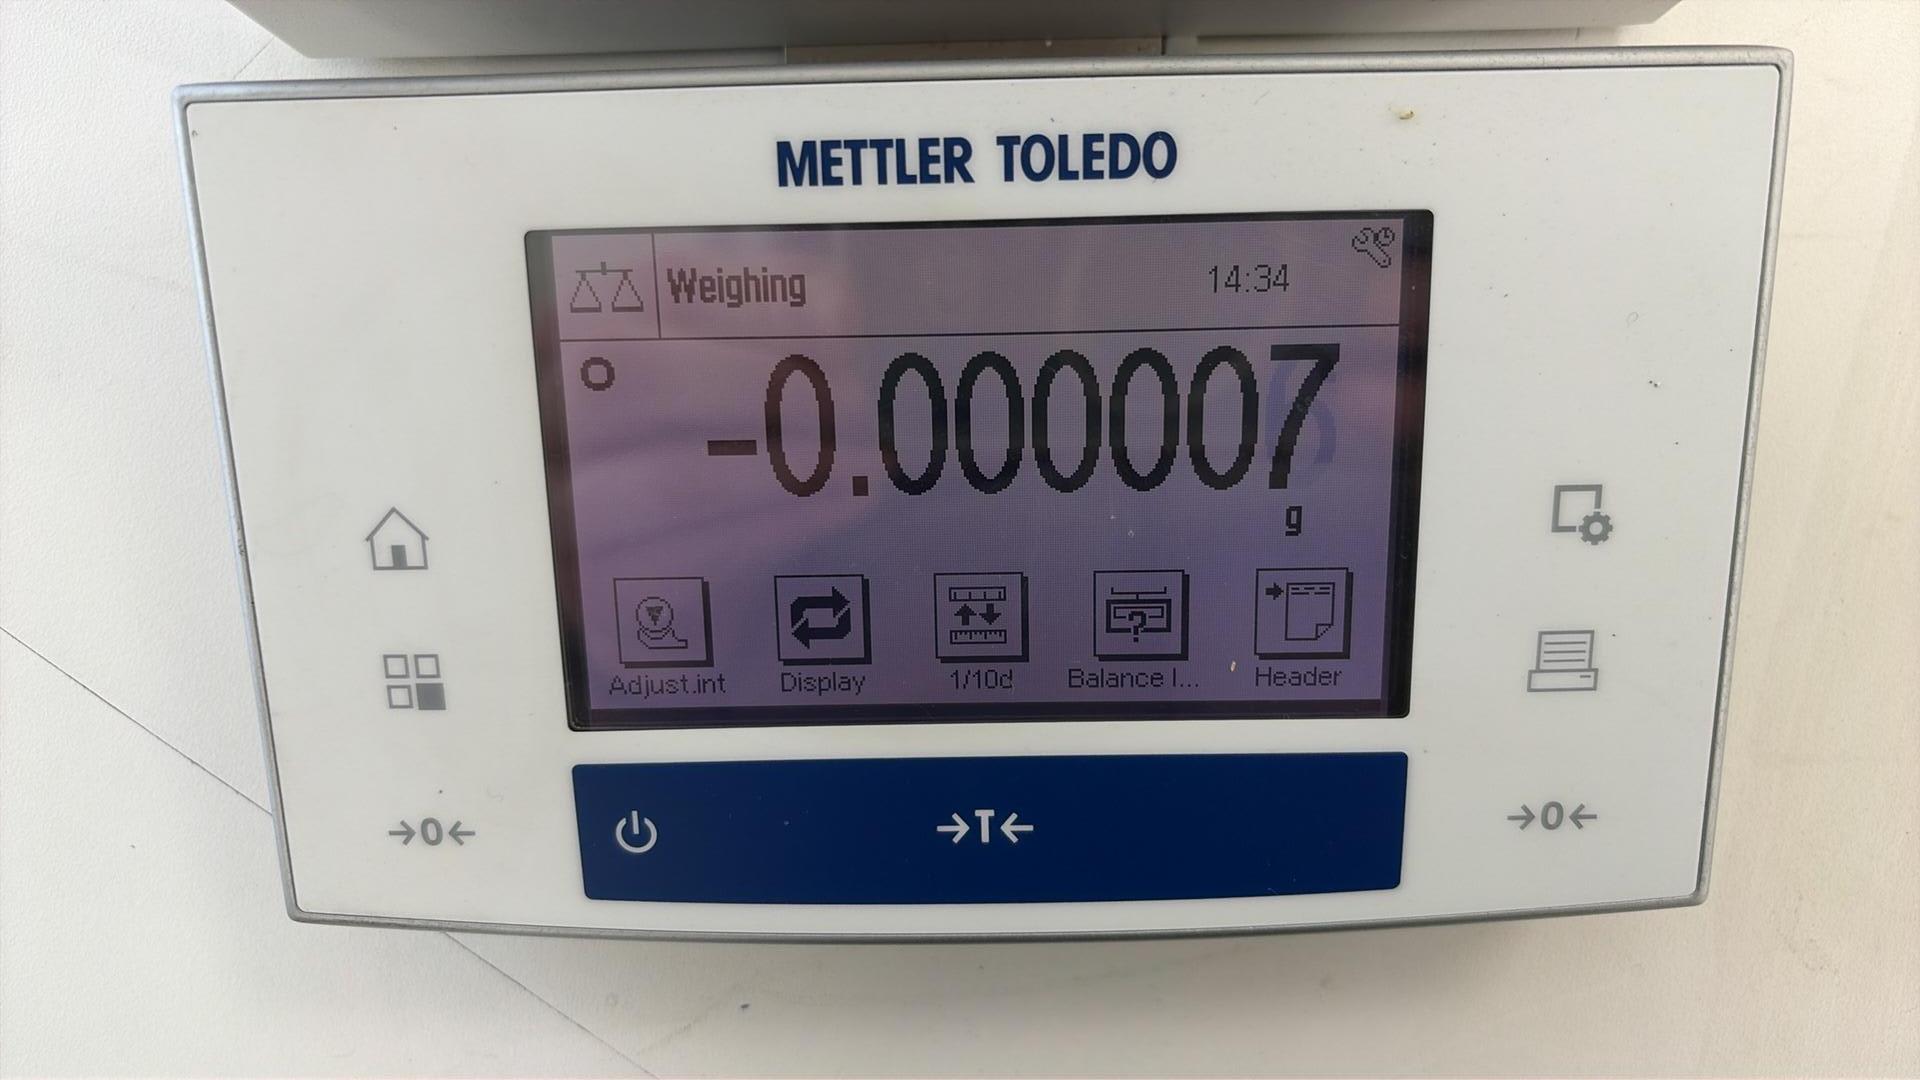 METTLER TOLEDO
Weighing 14:34
-0.000007
g
Adjust.int Display 1/10d Balance I... Header
→0← →T← →0←